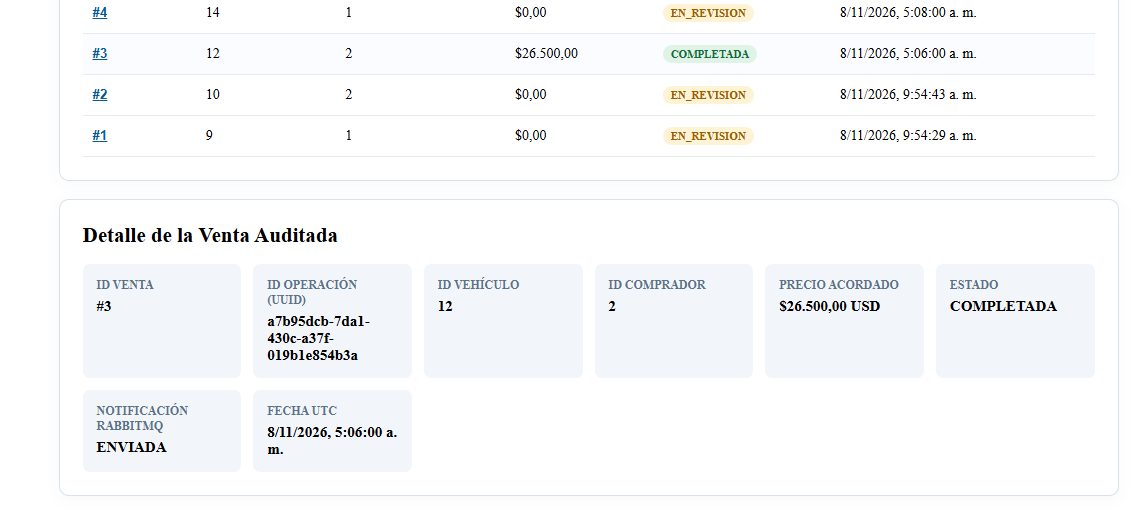 #4 14 1 $0,00 EN_REVISION 8/11/2026, 5:08:00 a. m.
#3 12 2 $26.500,00 COMPLETADA 8/11/2026, 5:06:00 a. m.
#2 10 2 $0,00 EN_REVISION 8/11/2026, 9:54:43 a. m.
#1 9 1 $0,00 EN_REVISION 8/11/2026, 9:54:29 a. m.
Detalle de la Venta Auditada
ID VENTA
#3
ID OPERACIÓN
(UUID)
a7b95dcb-7da1-
430c-a37f-
019b1e854b3a
ID VEHÍCULO
12
ID COMPRADOR
2
PRECIO ACORDADO
$26.500,00 USD
ESTADO
COMPLETADA
NOTIFICACIÓN
RABBITMQ
ENVIADA
FECHA UTC
8/11/2026, 5:06:00 a.
m.